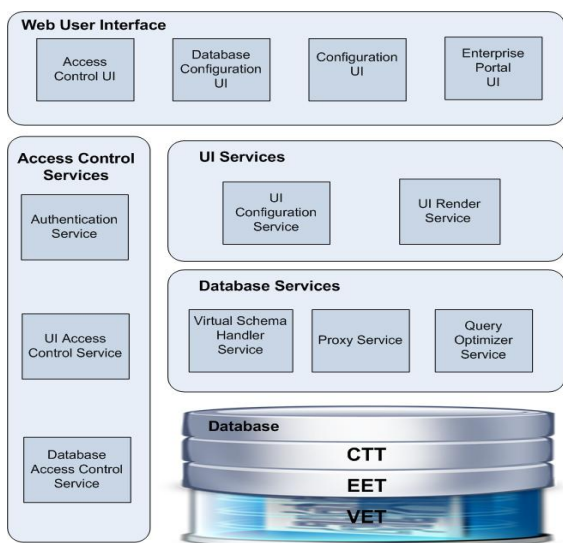 Web User Interface
Access
Control UI
Database
Configuration
UI
Configuration
UI
Enterprise
Portal
UI
Access Control
Services
Authentication
Service
UI Access
Control Service
Database
Access Control
Service
UI Services
UI
Configuration
Service
UI Render
Service
Database Services
Virtual Schema
Handler
Service
Proxy Service
Query
Optimizer
Service
Database
CTT
EET
VET